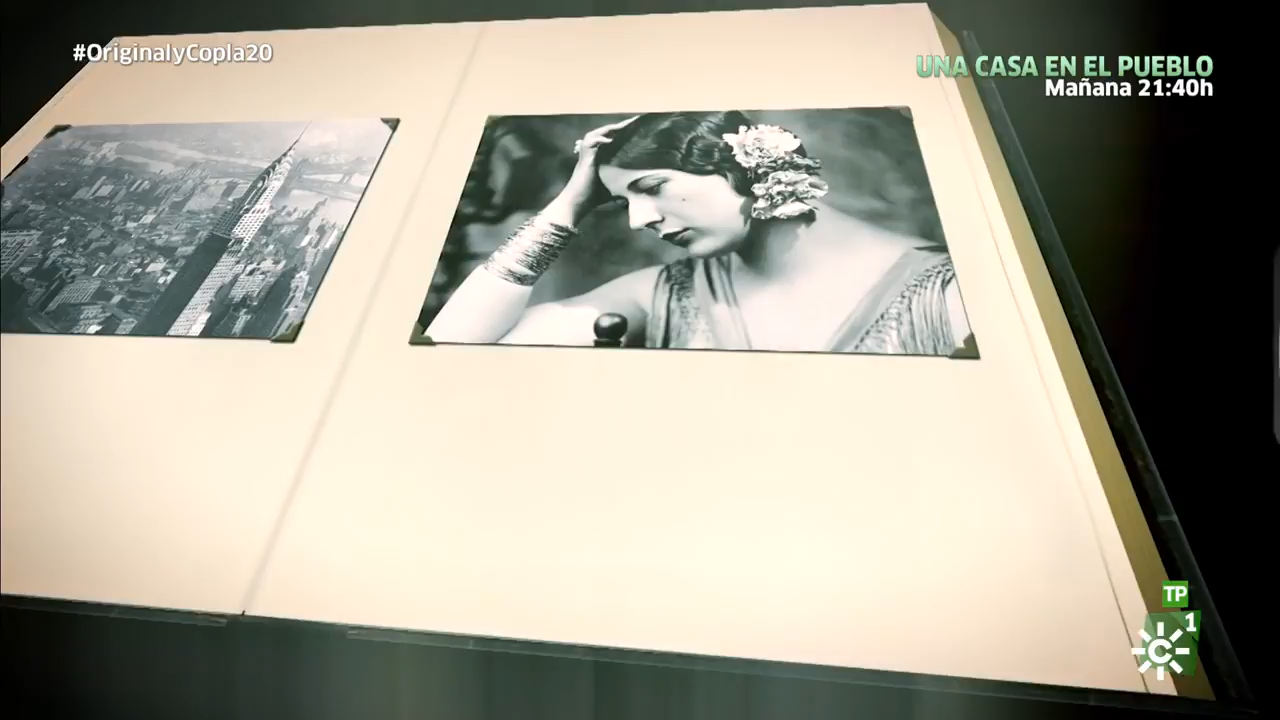 #OriginalyCopla20
UNA CASA EN EL PUEBLO
Mañana 21:40h
TP
1
C